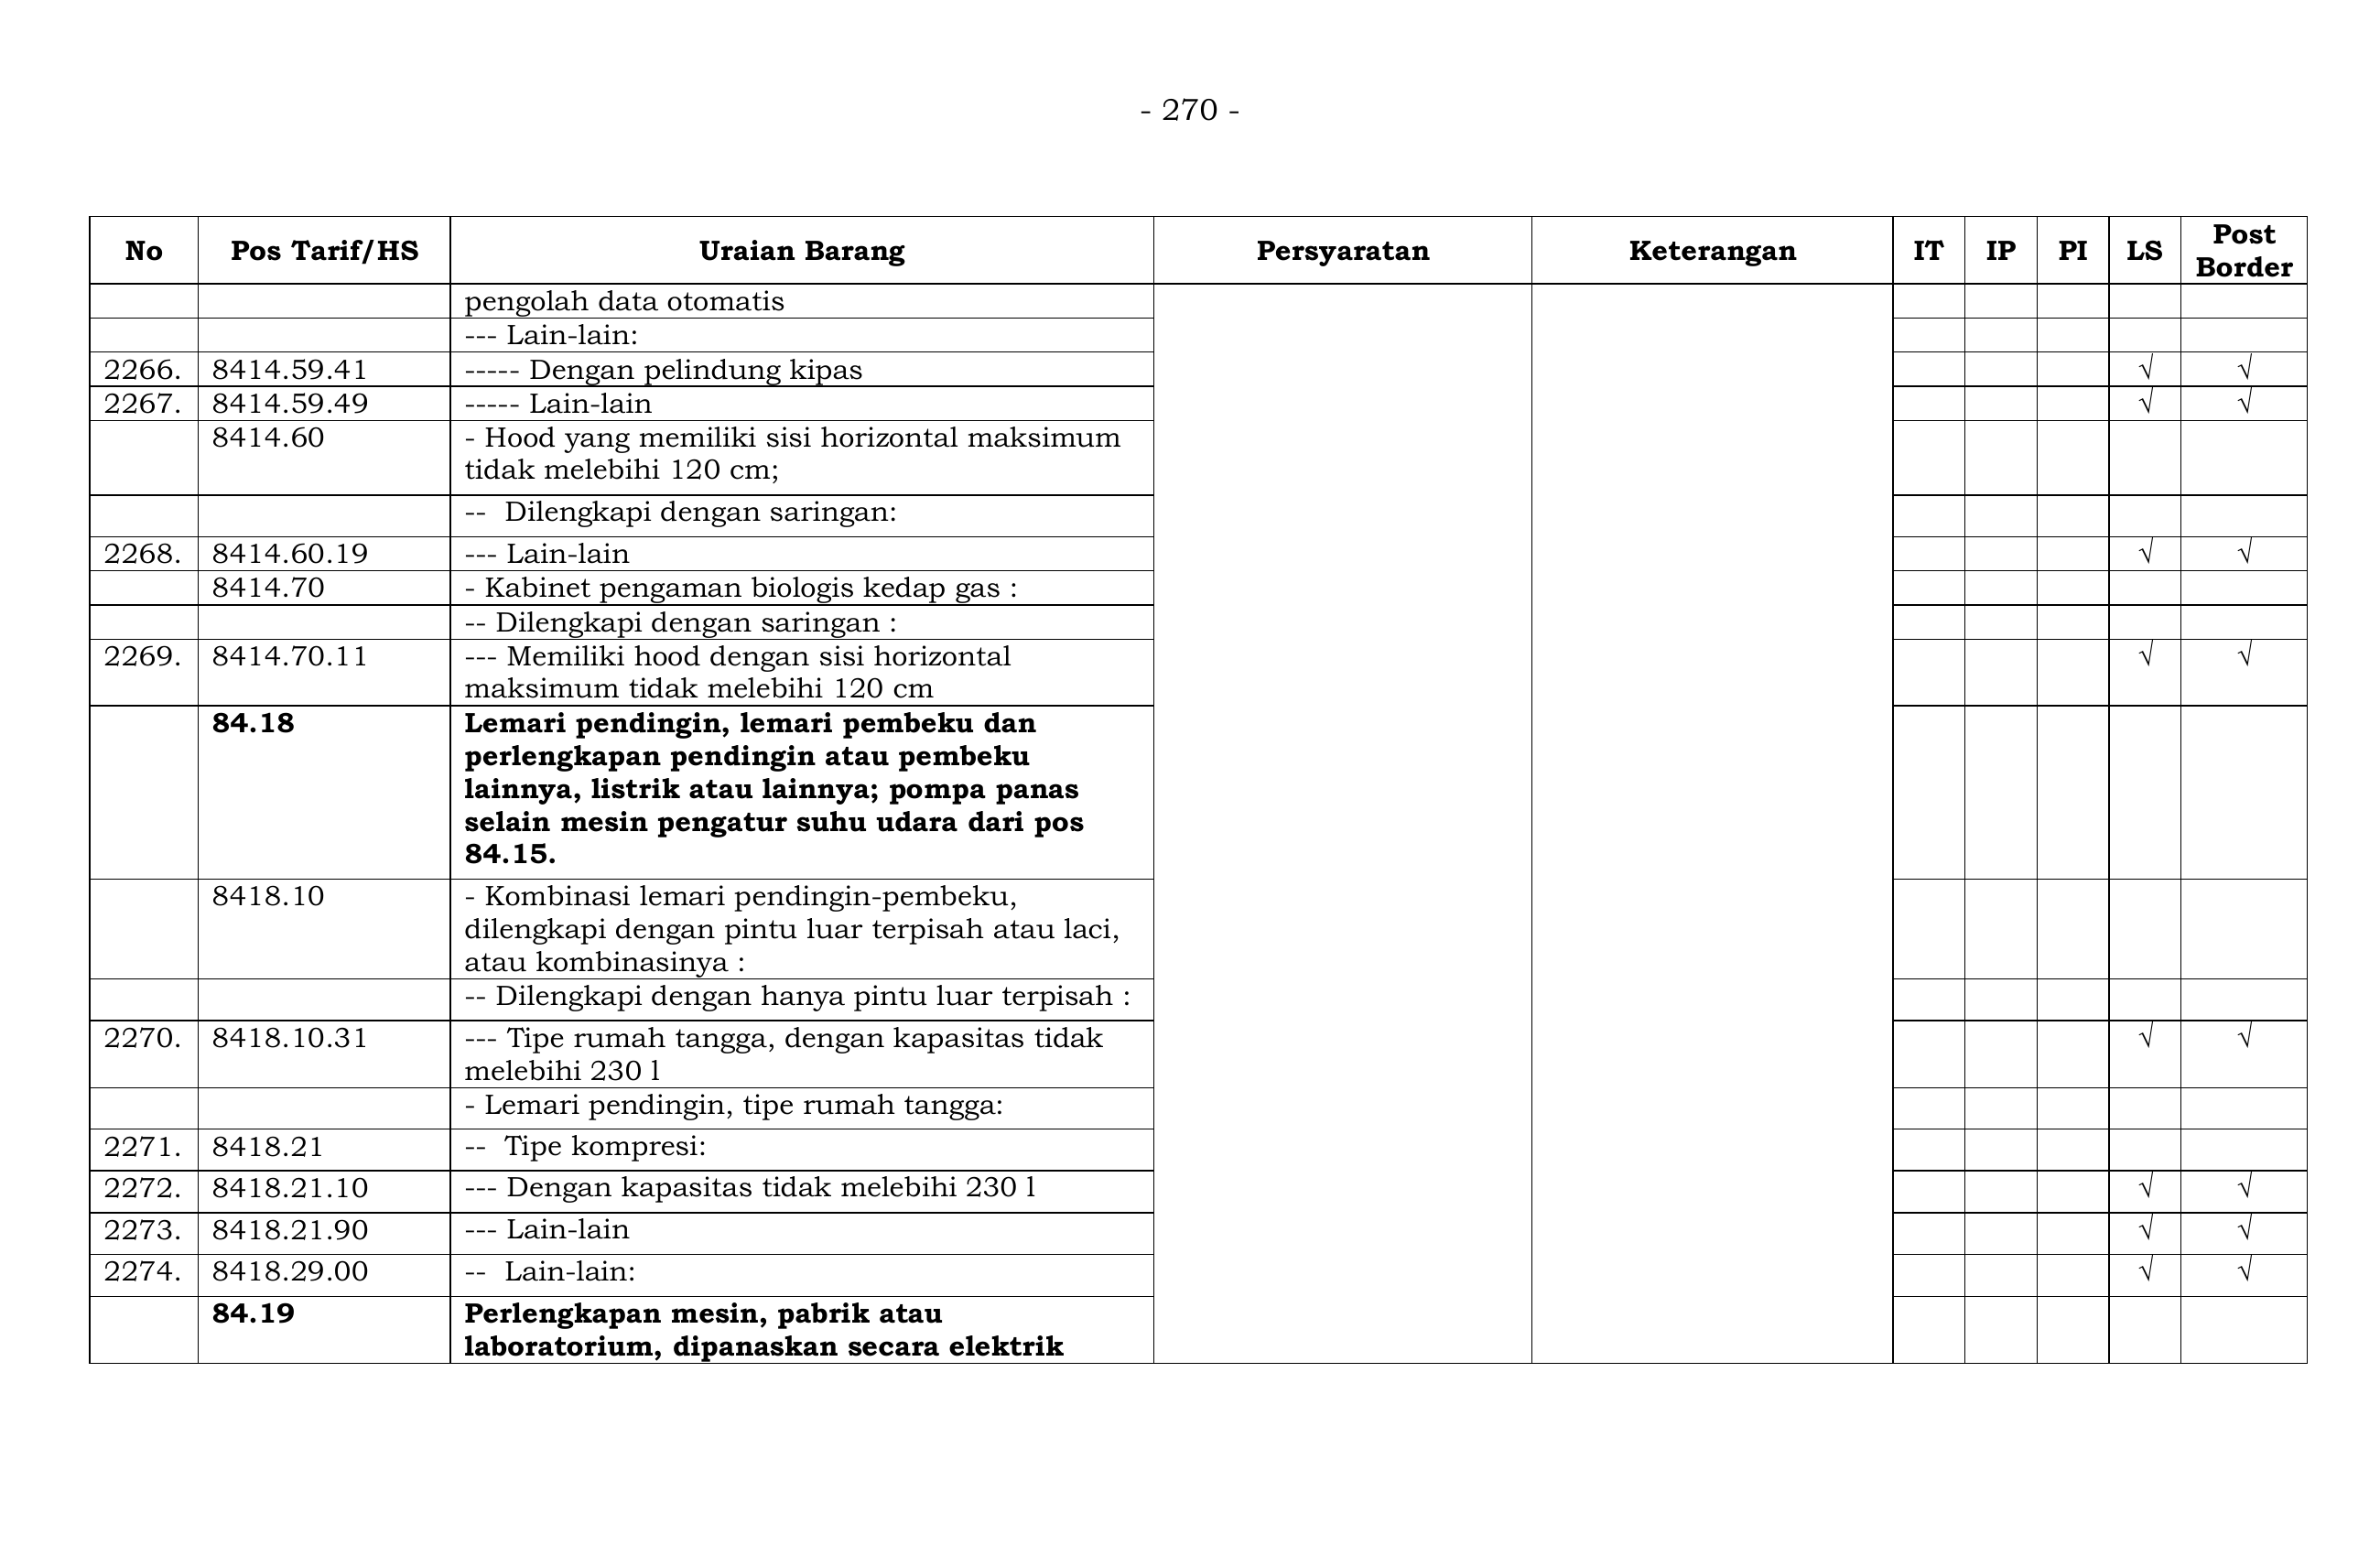 - 270 -
No Pos Tarif/HS Uraian Barang Persyaratan Keterangan IT IP PI LS Post Border
pengolah data otomatis
--- Lain-lain:
2266. 8414.59.41 ----- Dengan pelindung kipas √ √
2267. 8414.59.49 ----- Lain-lain √ √
8414.60 - Hood yang memiliki sisi horizontal maksimum
tidak melebihi 120 cm;
-- Dilengkapi dengan saringan:
2268. 8414.60.19 --- Lain-lain √ √
8414.70 - Kabinet pengaman biologis kedap gas :
-- Dilengkapi dengan saringan :
2269. 8414.70.11 --- Memiliki hood dengan sisi horizontal √ √
maksimum tidak melebihi 120 cm
84.18 Lemari pendingin, lemari pembeku dan
perlengkapan pendingin atau pembeku
lainnya, listrik atau lainnya; pompa panas
selain mesin pengatur suhu udara dari pos
84.15.
8418.10 - Kombinasi lemari pendingin-pembeku,
dilengkapi dengan pintu luar terpisah atau laci,
atau kombinasinya :
-- Dilengkapi dengan hanya pintu luar terpisah :
2270. 8418.10.31 --- Tipe rumah tangga, dengan kapasitas tidak √ √
melebihi 230 l
- Lemari pendingin, tipe rumah tangga:
2271. 8418.21 -- Tipe kompresi:
2272. 8418.21.10 --- Dengan kapasitas tidak melebihi 230 l √ √
2273. 8418.21.90 --- Lain-lain √ √
2274. 8418.29.00 -- Lain-lain: √ √
84.19 Perlengkapan mesin, pabrik atau
laboratorium, dipanaskan secara elektrik